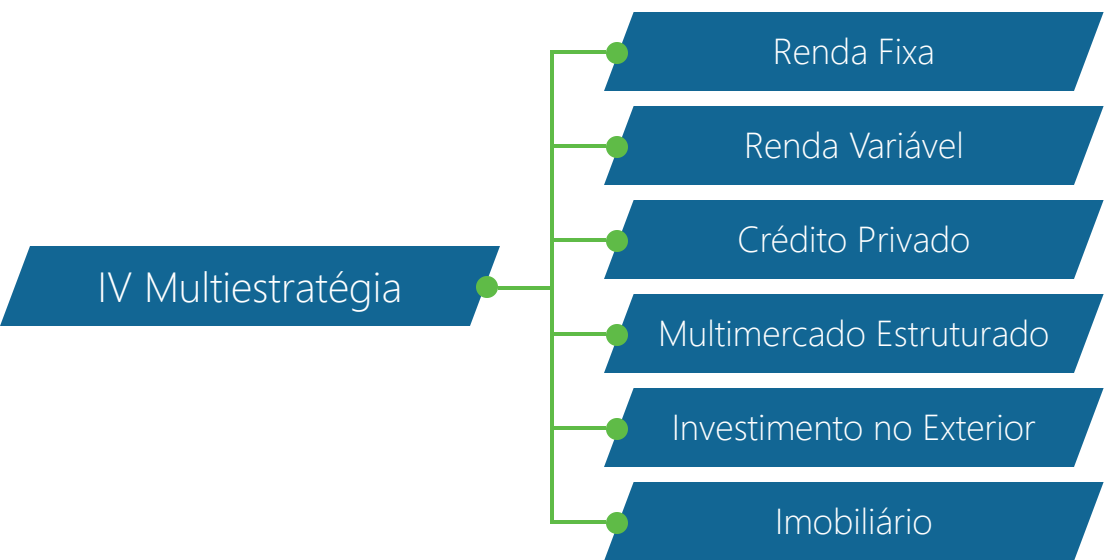 Renda Fixa
Renda Variável
Crédito Privado
IV Multiestratégia
Multimercado Estruturado
Investimento no Exterior
Imobiliário